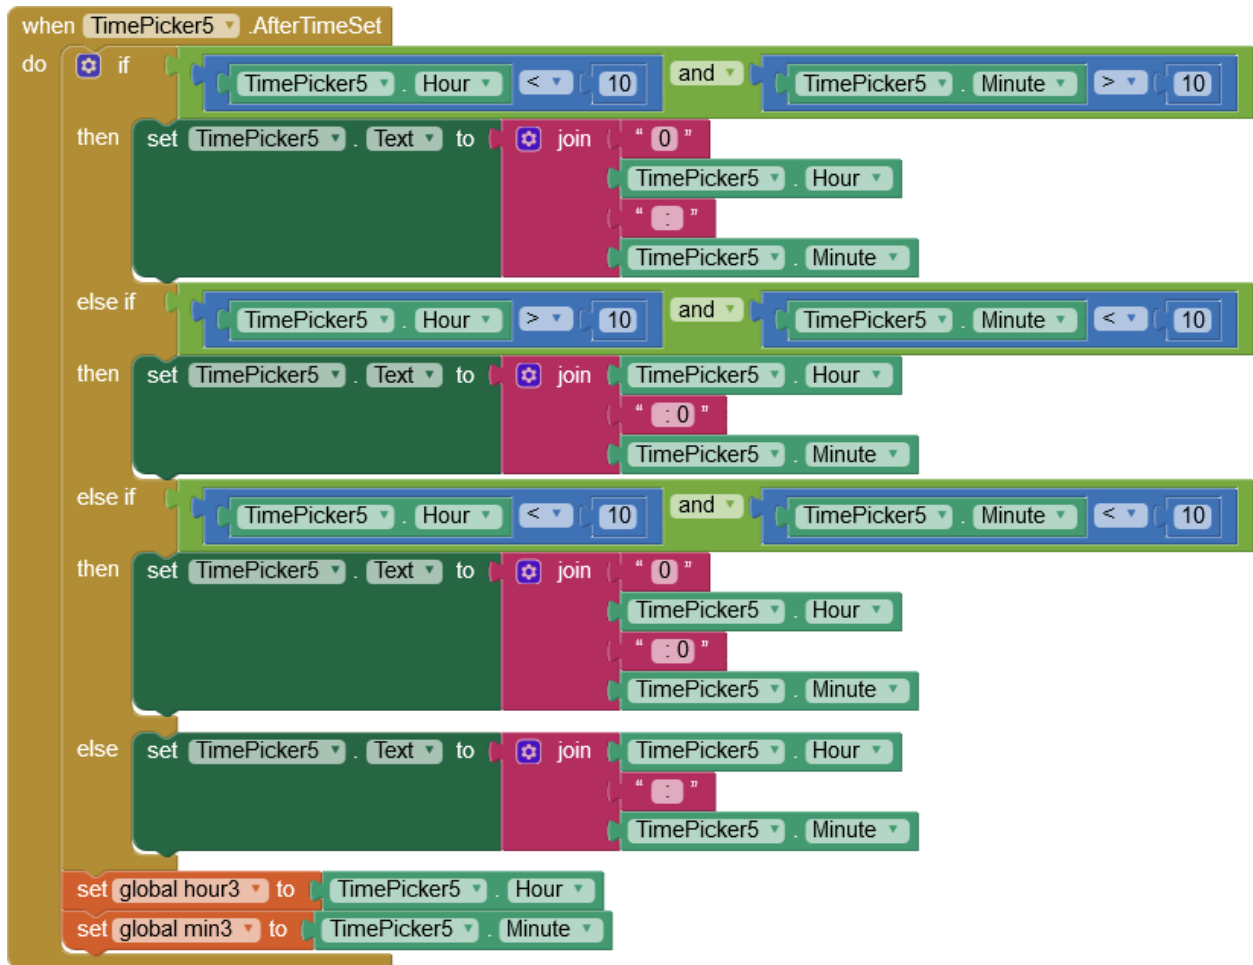 when TimePicker5 .AfterTimeSet
do if TimePicker5 . Hour < 10 and TimePicker5 . Minute > 10
then set TimePicker5 . Text to join “ 0 ”
TimePicker5 . Hour
“ : ”
TimePicker5 . Minute
else if TimePicker5 . Hour > 10 and TimePicker5 . Minute < 10
then set TimePicker5 . Text to join TimePicker5 . Hour
“ : 0 ”
TimePicker5 . Minute
else if TimePicker5 . Hour < 10 and TimePicker5 . Minute < 10
then set TimePicker5 . Text to join “ 0 ”
TimePicker5 . Hour
“ : 0 ”
TimePicker5 . Minute
else set TimePicker5 . Text to join TimePicker5 . Hour
“ : ”
TimePicker5 . Minute
set global hour3 to TimePicker5 . Hour
set global min3 to TimePicker5 . Minute